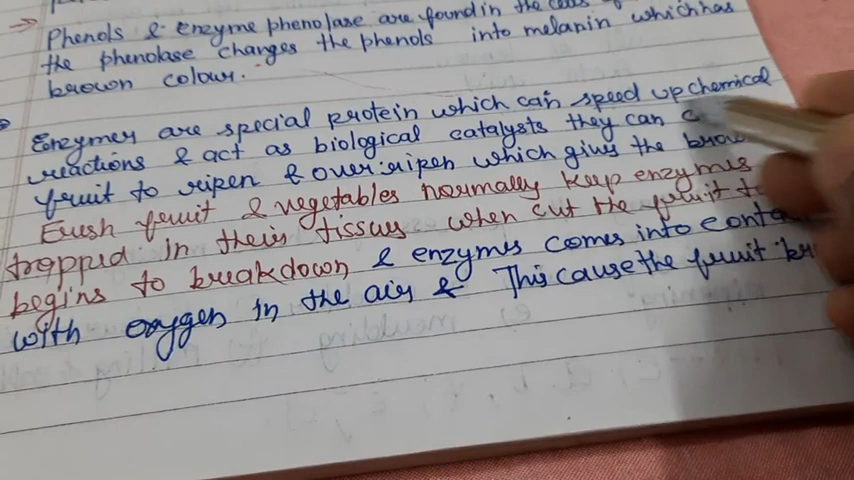 ⇒ Phenols & enzyme phenolase are found in the
the phenolase changes the phenols into melanin which has
brown colour.
Enzymes are special protein which can speed up chemical
reactions & act as biological catalysts they can
fruit to ripen & over ripen which gives the
Fresh fruit & vegetables normally keep enzymes
trapped in their tissues when cut the fruit
begins to breakdown & enzymes comes into
with oxygen in the air & This cause the fruit